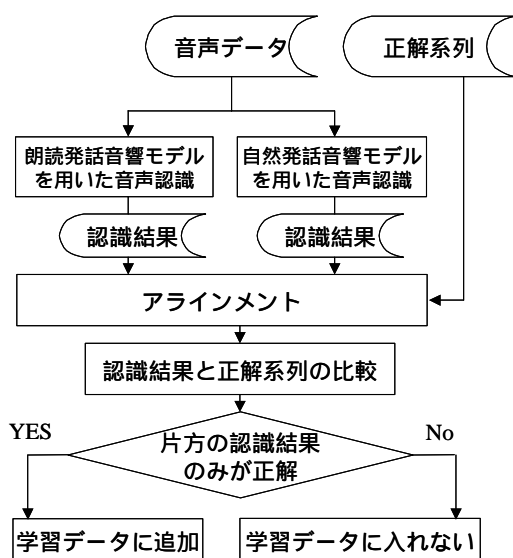 音声データ
正解系列
朗読発話音響モデル
を用いた音声認識
自然発話音響モデル
を用いた音声認識
認識結果
認識結果
アラインメント
認識結果と正解系列の比較
YES
片方の認識結果
のみが正解
No
学習データに追加
学習データに入れない